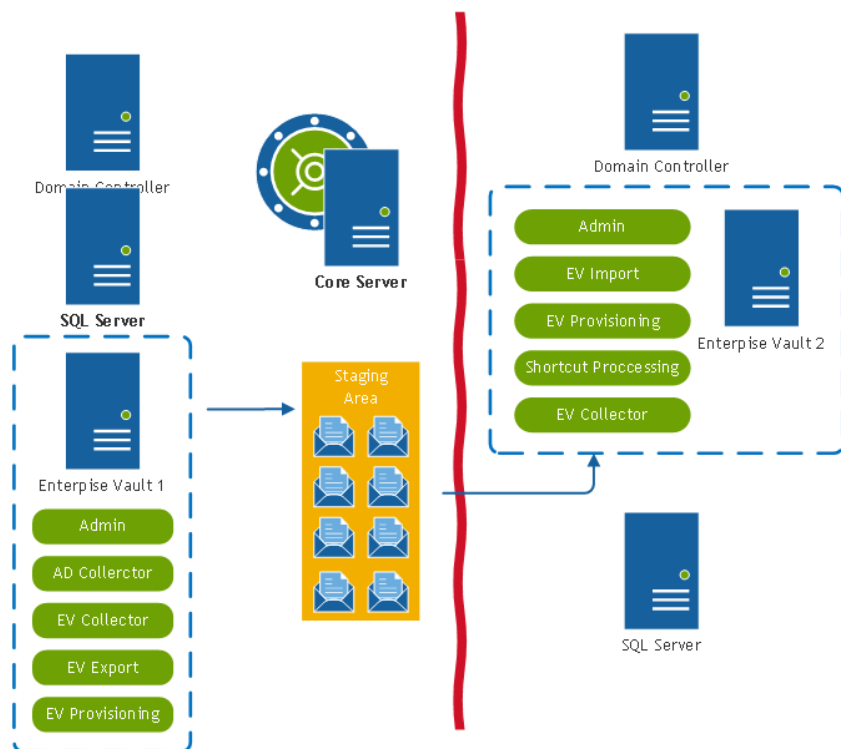 Domain Controller
SQL Server
Enterpise Vault 1
Admin
AD Collerctor
EV Collector
EV Export
EV Provisioning
Core Server
Staging
Area
Domain Controller
Admin
EV Import
EV Provisioning
Shortcut Proccessing
EV Collector
Enterpise Vault 2
SQL Server